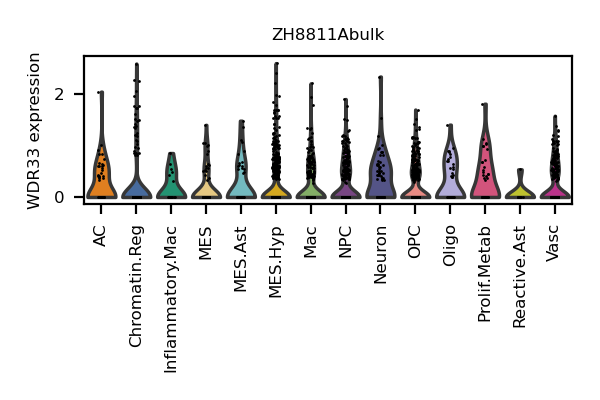 ZH8811Abulk
WDR33 expression
2
0
AC
Chromatin.Reg
Inflammatory.Mac
MES
MES.Ast
MES.Hyp
Mac
NPC
Neuron
OPC
Oligo
Prolif.Metab
Reactive.Ast
Vasc